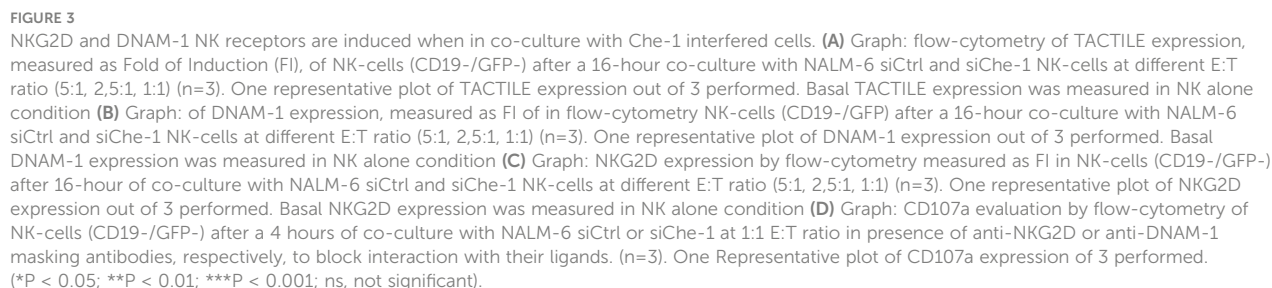 FIGURE 3
NKG2D and DNAM-1 NK receptors are induced when in co-culture with Che-1 interfered cells. (A) Graph: flow-cytometry of TACTILE expression,
measured as Fold of Induction (FI), of NK-cells (CD19-/GFP-) after a 16-hour co-culture with NALM-6 siCtrl and siChe-1 NK-cells at different E:T
ratio (5:1, 2,5:1, 1:1) (n=3). One representative plot of TACTILE expression out of 3 performed. Basal TACTILE expression was measured in NK alone
condition (B) Graph: of DNAM-1 expression, measured as FI of in flow-cytometry NK-cells (CD19-/GFP) after a 16-hour co-culture with NALM-6
siCtrl and siChe-1 NK-cells at different E:T ratio (5:1, 2,5:1, 1:1) (n=3). One representative plot of DNAM-1 expression out of 3 performed. Basal
DNAM-1 expression was measured in NK alone condition (C) Graph: NKG2D expression by flow-cytometry measured as FI in NK-cells (CD19-/GFP-)
after 16-hour of co-culture with NALM-6 siCtrl and siChe-1 NK-cells at different E:T ratio (5:1, 2,5:1, 1:1) (n=3). One representative plot of NKG2D
expression out of 3 performed. Basal NKG2D expression was measured in NK alone condition (D) Graph: CD107a evaluation by flow-cytometry of
NK-cells (CD19-/GFP-) after a 4 hours of co-culture with NALM-6 siCtrl or siChe-1 at 1:1 E:T ratio in presence of anti-NKG2D or anti-DNAM-1
masking antibodies, respectively, to block interaction with their ligands. (n=3). One Representative plot of CD107a expression of 3 performed.
(*P < 0.05; **P < 0.01; ***P < 0.001; ns, not significant).